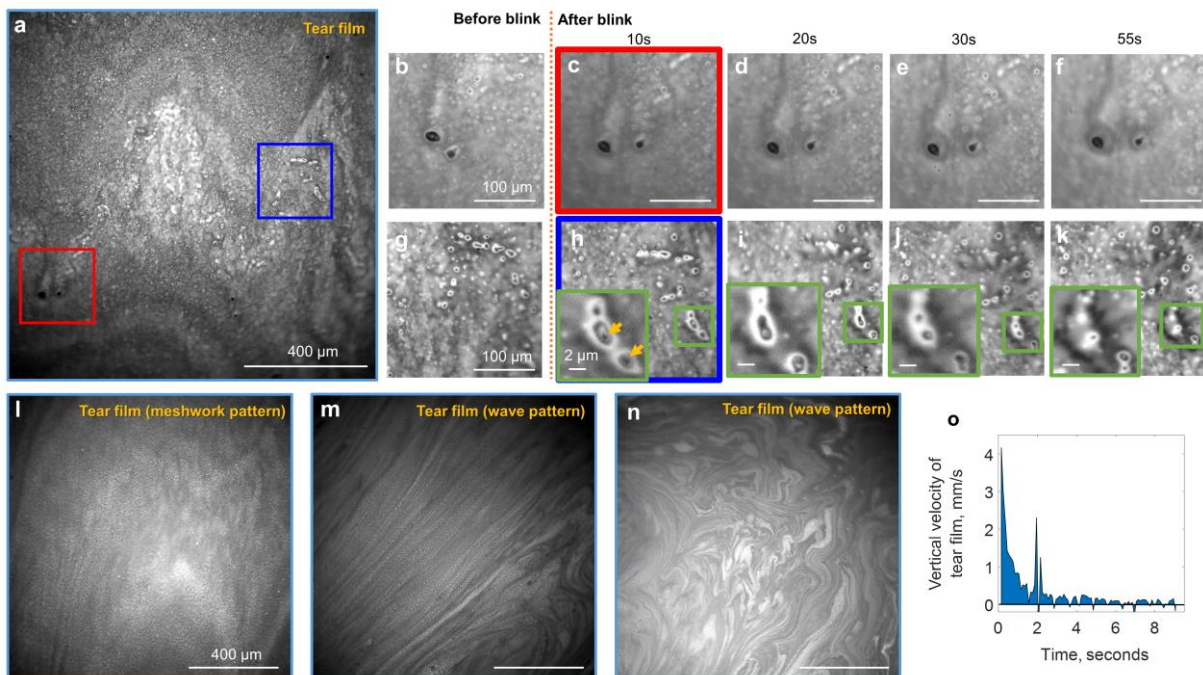 Before blink
After blink
a
Tear film
10s
20s
30s
55s
b
c
d
e
f
100 µm
g
h
i
j
k
100 µm
2 µm
400 µm
l
Tear film (meshwork pattern)
m
Tear film (wave pattern)
n
Tear film (wave pattern)
400 µm
o
Vertical velocity of
tear film, mm/s
4
3
2
1
0
0
2
4
6
8
Time, seconds